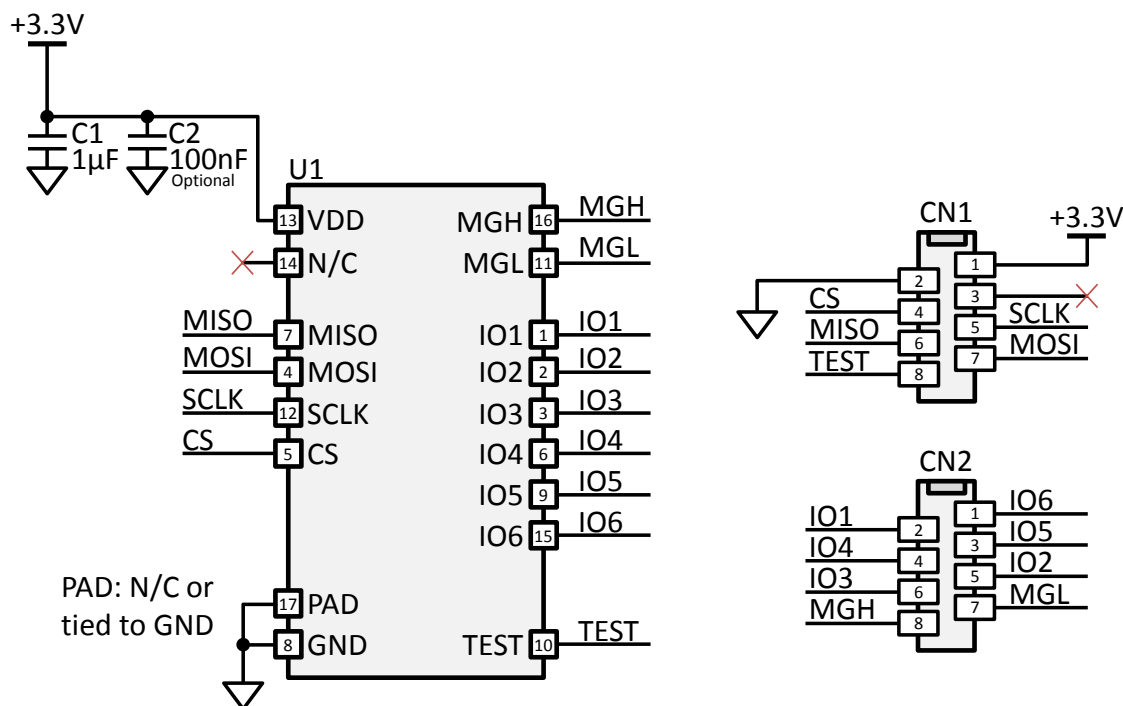 +3.3V
C1
1µF
C2
100nF
Optional
U1
13 VDD
14 N/C
MISO 7 MISO
MOSI 4 MOSI
SCLK 12 SCLK
CS 5 CS
PAD: N/C or
tied to GND
17 PAD
8 GND
MGH 16 MGH
MGL 11 MGL
IO1 1 IO1
IO2 2 IO2
IO3 3 IO3
IO4 6 IO4
IO5 9 IO5
IO6 15 IO6
TEST 10 TEST
CN1
+3.3V
1
2
3
CS 4
5 SCLK
MISO 6
7 MOSI
TEST 8
CN2
1 IO6
IO1 2
3 IO5
IO4 4
5 IO2
IO3 6
7 MGL
MGH 8